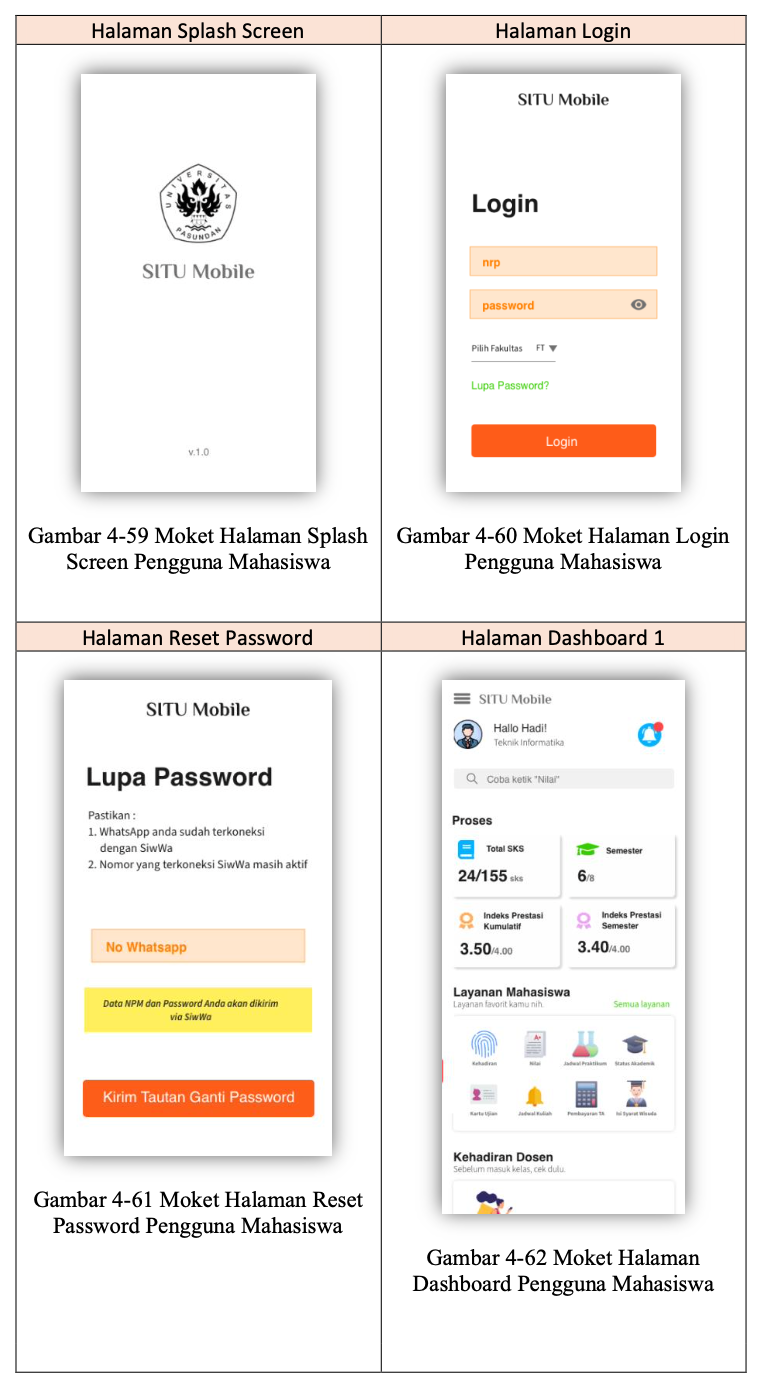 Halaman Splash Screen
Halaman Login
UNIVERSITAS
PASUNDAN
SITU Mobile
v.1.0
SITU Mobile
Login
nrp
password
Pilih Fakultas FT
Lupa Password?
Login
Gambar 4-59 Moket Halaman Splash
Screen Pengguna Mahasiswa
Gambar 4-60 Moket Halaman Login
Pengguna Mahasiswa
Halaman Reset Password
Halaman Dashboard 1
SITU Mobile
Lupa Password
Pastikan :
1. WhatsApp anda sudah terkoneksi
dengan SiwWa
2. Nomor yang terkoneksi SiwWa masih aktif
No Whatsapp
Data NPM dan Password Anda akan dikirim
via SiwWa
Kirim Tautan Ganti Password
Gambar 4-61 Moket Halaman Reset
Password Pengguna Mahasiswa
SITU Mobile
Hallo Hadi!
Teknik Informatika
Coba ketik "Nilai"
Proses
Total SKS
24/155 sks
Semester
6/8
Indeks Prestasi
Kumulatif
3.50/4.00
Indeks Prestasi
Semester
3.40/4.00
Layanan Mahasiswa
Layanan favorit kamu nih.
Semua layanan
Kehadiran Nilai Jadwal Praktikum Status Akademik
Kartu Ujian Jadwal Kuliah Pembayaran TA Isi Syarat Wisuda
Kehadiran Dosen
Sebelum masuk kelas, cek dulu.
Gambar 4-62 Moket Halaman
Dashboard Pengguna Mahasiswa